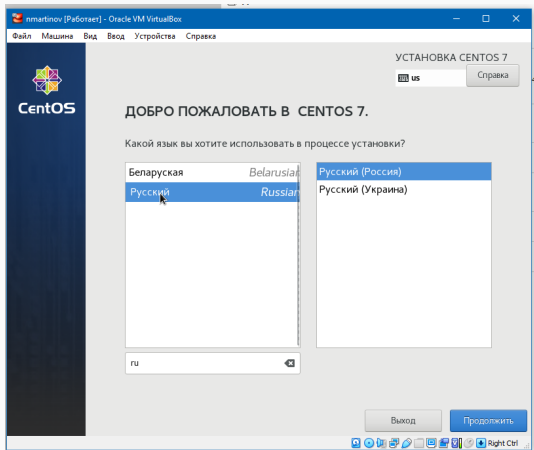 nmartinov [Работает] - Oracle VM VirtualBox
Файл Машина Вид Ввод Устройства Справка
УСТАНОВКА CENTOS 7
us
Справка
CentOS
ДОБРО ПОЖАЛОВАТЬ В CENTOS 7.
Какой язык вы хотите использовать в процессе установки?
Беларуская Belarusian
Русский Russian
Русский (Россия)
Русский (Украина)
ru
Выход
Продолжить
Right Ctrl